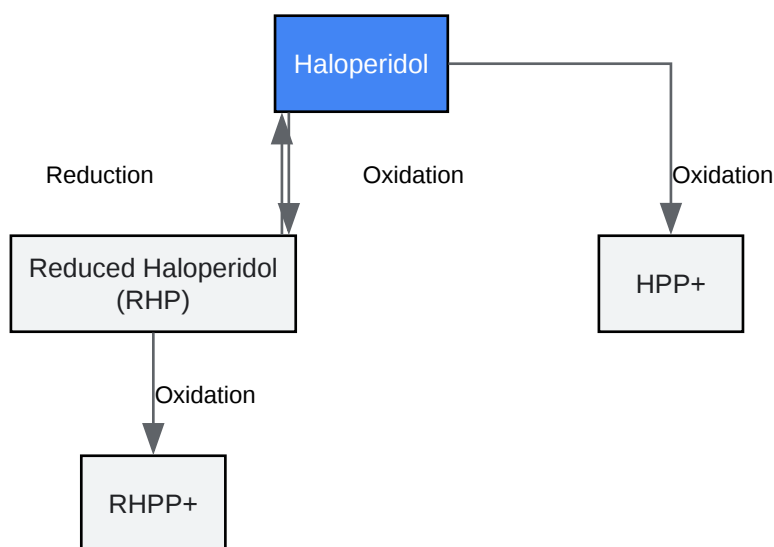 Haloperidol
Reduction
Oxidation
Oxidation
Reduced Haloperidol
(RHP)
HPP+
Oxidation
RHPP+